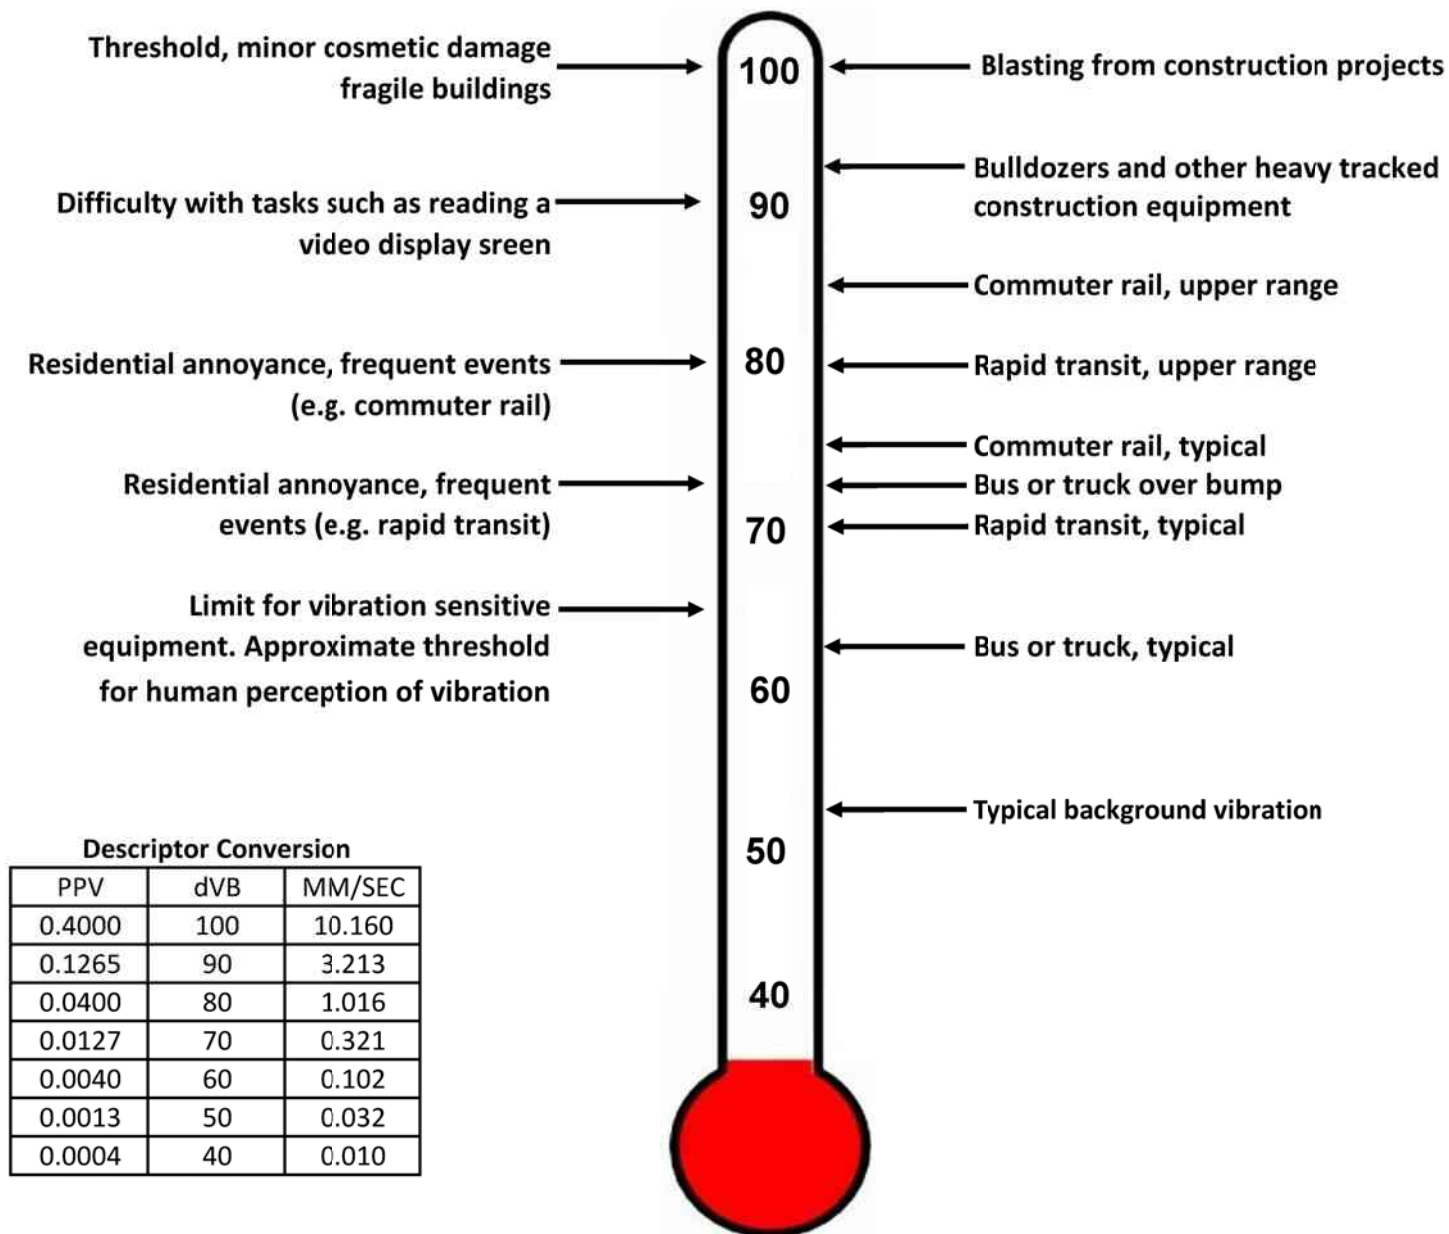 Threshold, minor cosmetic damage
fragile buildings
Difficulty with tasks such as reading a
video display sreen
Residential annoyance, frequent events
(e.g. commuter rail)
Residential annoyance, frequent
events (e.g. rapid transit)
Limit for vibration sensitive
equipment. Approximate threshold
for human perception of vibration
100
90
80
70
60
50
40
Blasting from construction projects
Bulldozers and other heavy tracked
construction equipment
Commuter rail, upper range
Rapid transit, upper range
Commuter rail, typical
Bus or truck over bump
Rapid transit, typical
Bus or truck, typical
Typical background vibration
Descriptor Conversion
PPV dVB MM/SEC
0.4000 100 10.160
0.1265 90 3.213
0.0400 80 1.016
0.0127 70 0.321
0.0040 60 0.102
0.0013 50 0.032
0.0004 40 0.010